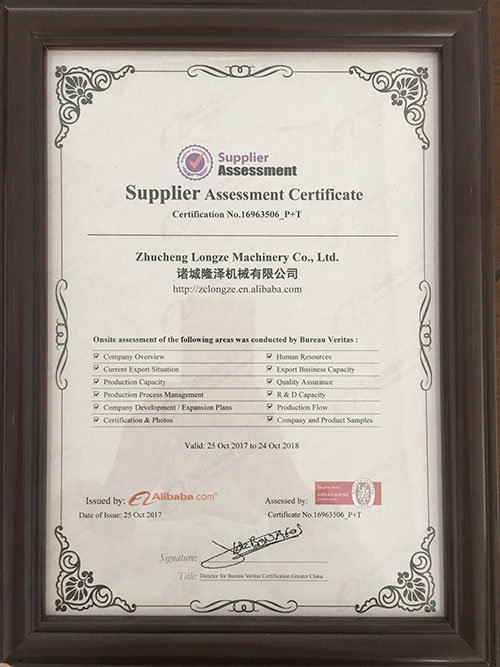 Supplier
Assessment
Supplier Assessment Certificate
Certification No.16963506_P+T
Zhucheng Longze Machinery Co., Ltd.
诸城隆泽机械有限公司
http://zclongze.en.alibaba.com
Onsite assessment of the following areas was conducted by Bureau Veritas :
Company Overview
Human Resources
Current Export Situation
Export Business Capacity
Production Capacity
Quality Assurance
Production Process Management
R & D Capacity
Company Development / Expansion Plans
Production Flow
Certification & Photos
Company and Product Samples
Valid: 25 Oct 2017 to 24 Oct 2018
Issued by: Alibaba.com
Assessed by:
Date of Issue: 25 Oct 2017
Certificate No.16963506_P+T
Signature:
Title: Director for Bureau Veritas Certification Greater China